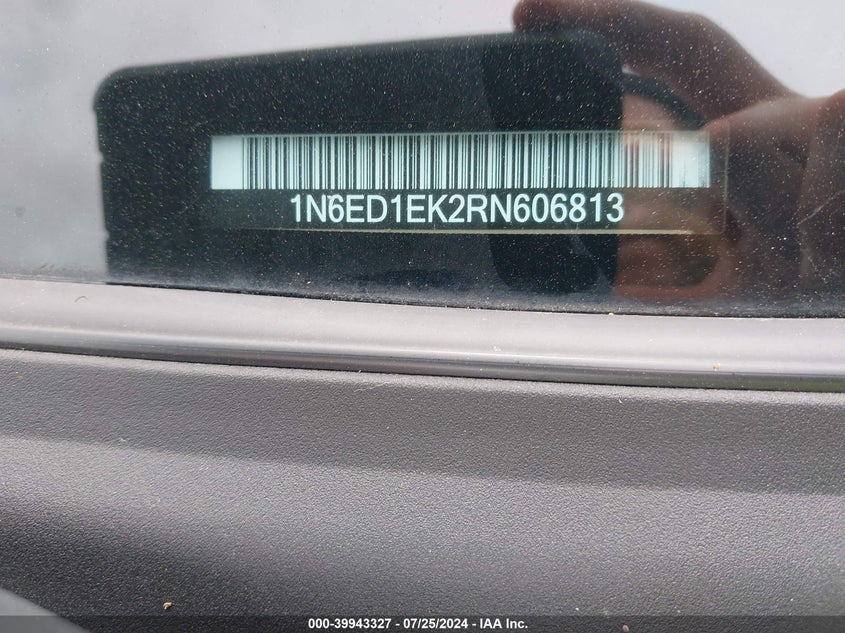 1N6ED1EK2RN606813
000-39943327 - 07/25/2024 - IAA Inc.